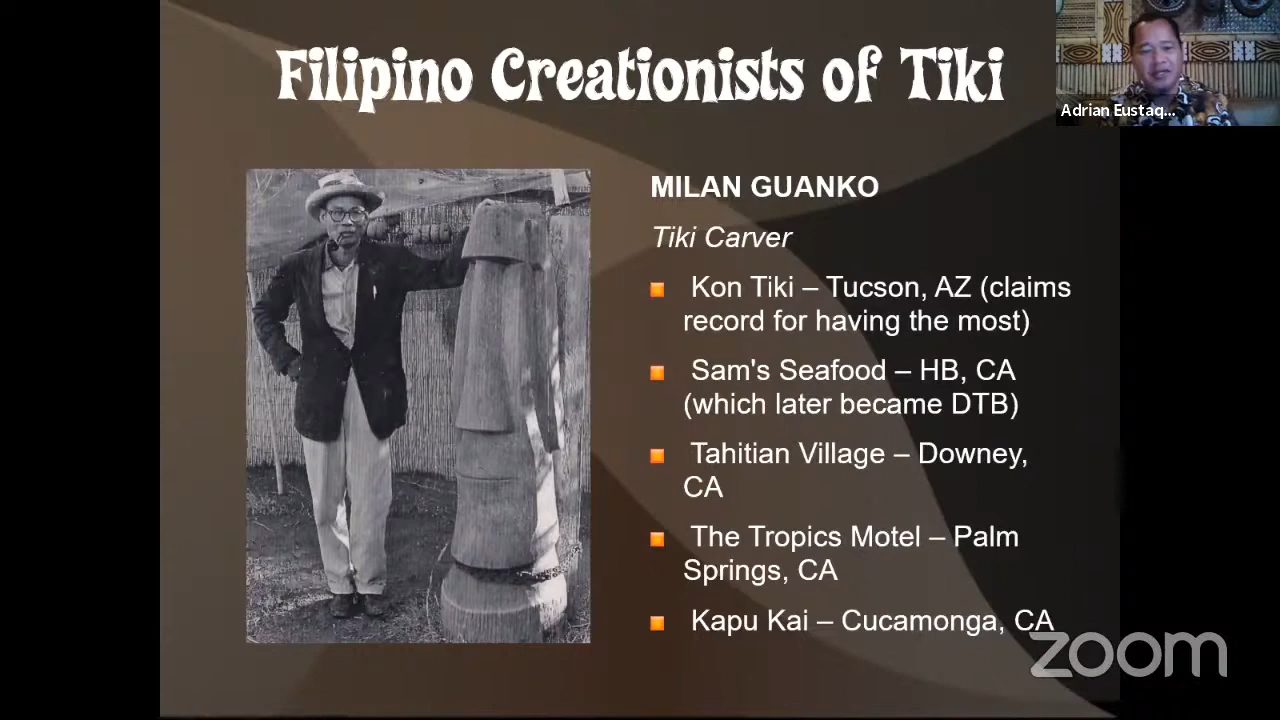 Filipino Creationists of Tiki
Adrian Eustaq...
MILAN GUANKO
Tiki Carver
Kon Tiki – Tucson, AZ (claims
record for having the most)
Sam's Seafood – HB, CA
(which later became DTB)
Tahitian Village – Downey,
CA
The Tropics Motel – Palm
Springs, CA
Kapu Kai – Cucamonga, CA
zoom